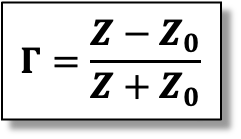 Γ = (Z − Z₀) / (Z + Z₀)